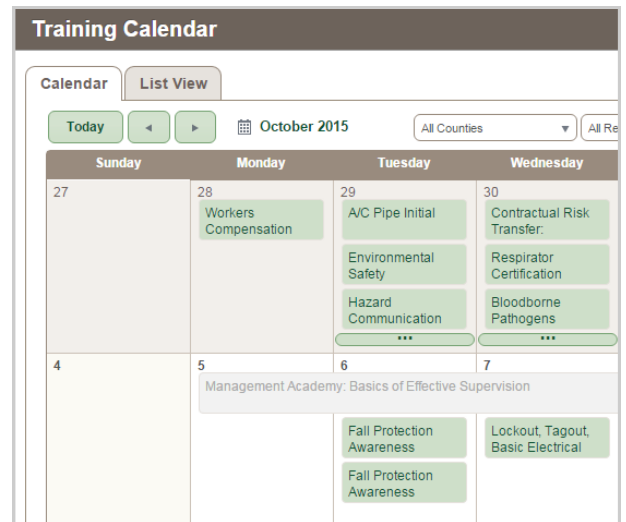 Training Calendar
Calendar List View
Today October 2015 All Counties All Re
Sunday Monday Tuesday Wednesday
27 28 29 30
Workers
Compensation
A/C Pipe Initial
Contractual Risk
Transfer:
Environmental
Safety
Respirator
Certification
Hazard
Communication
Bloodborne
Pathogens
••• •••
4 5 6 7
Management Academy: Basics of Effective Supervision
Fall Protection
Awareness
Lockout, Tagout,
Basic Electrical
Fall Protection
Awareness